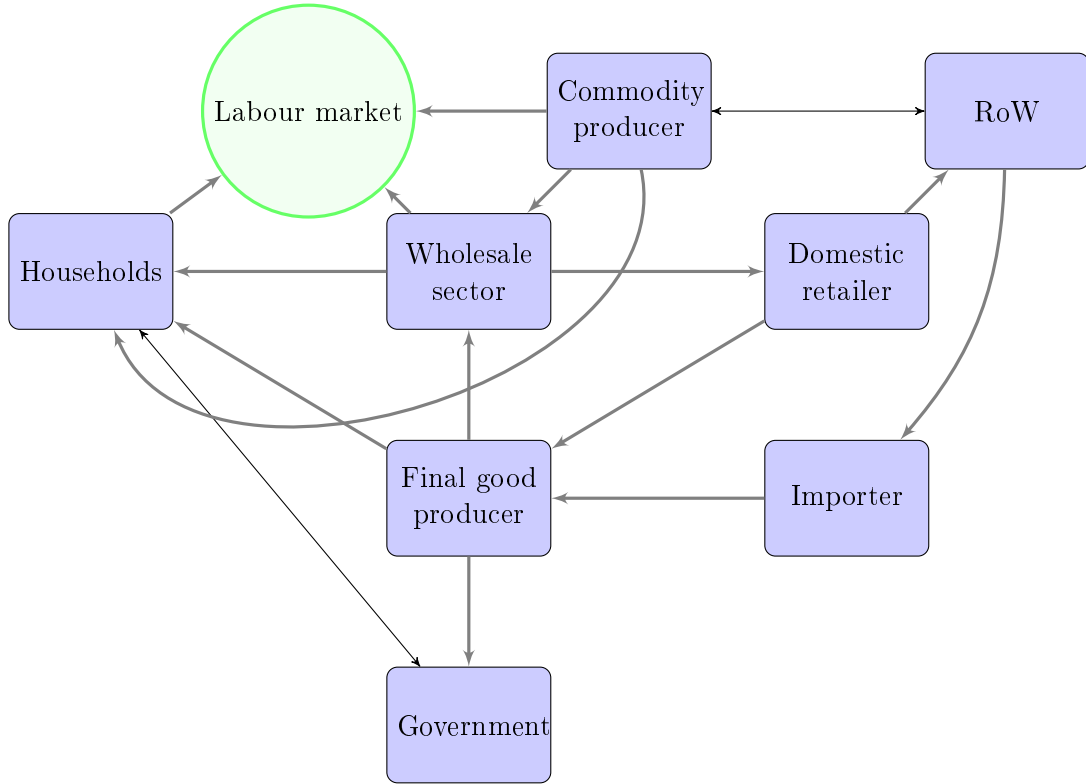 Labour market
Commodity
producer
RoW
Households
Wholesale
sector
Domestic
retailer
Final good
producer
Importer
Government